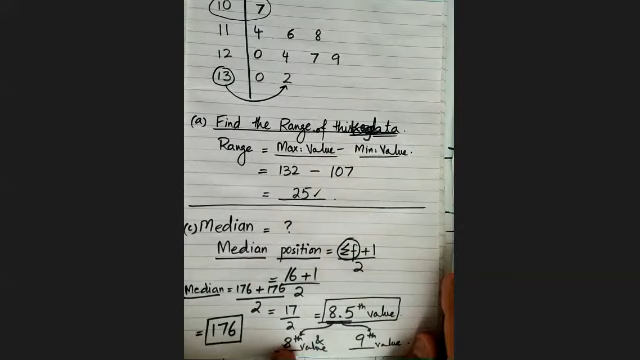 10 | 7
11 | 4 6 8
12 | 0 4 7 9
13 | 0 2
(a) Find the Range of this data.
Range = Max: Value - Min: Value.
= 132 - 107
= 25✓.
(c) Median = ?
Median position = Σf + 1 / 2
= 16 + 1 / 2
Median = 176 + 176 / 2
= 17 / 2 = 8.5th value
= 176
8th value & 9th value.